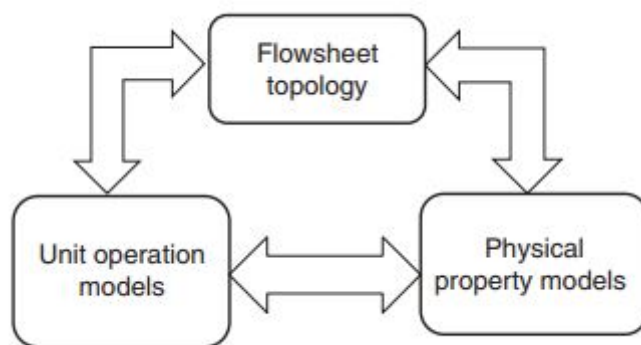 Flowsheet
topology
Unit operation
models
Physical
property models